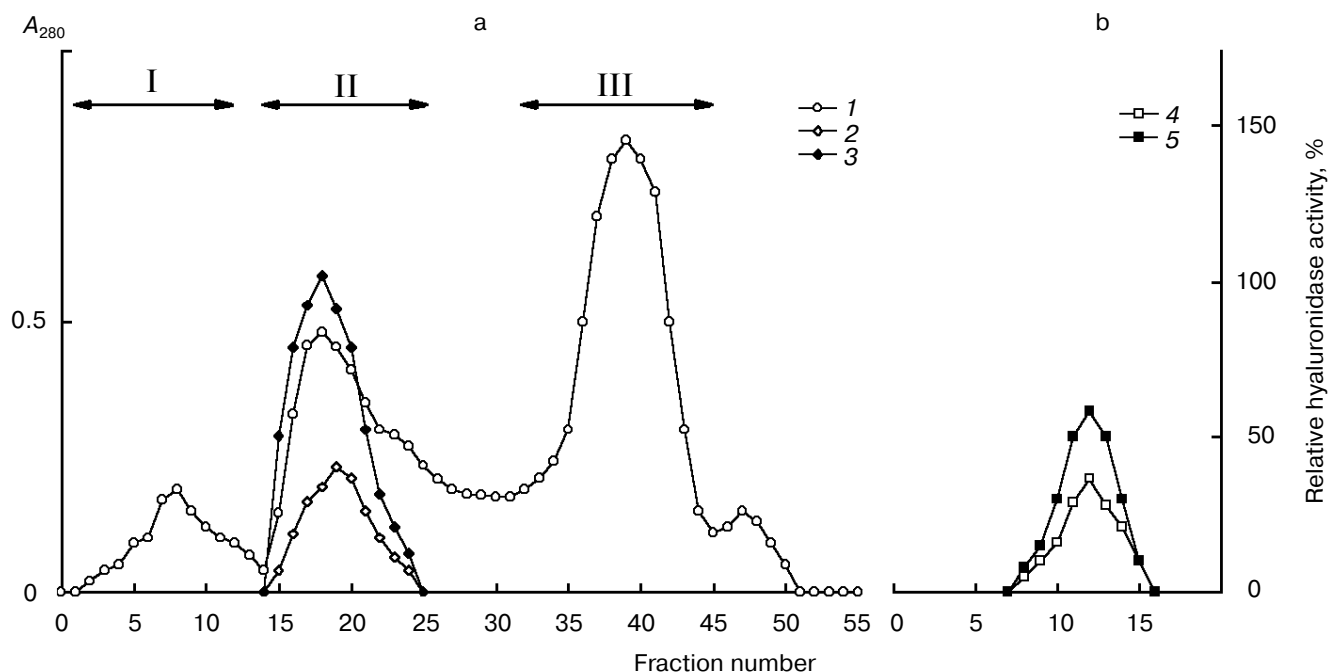 A280
a
b
I
II
III
1
2
3
4
5
150
100
50
0
0.5
0
Relative hyaluronidase activity, %
0 5 10 15 20 25 30 35 40 45 50 55
0 5 10 15
Fraction number